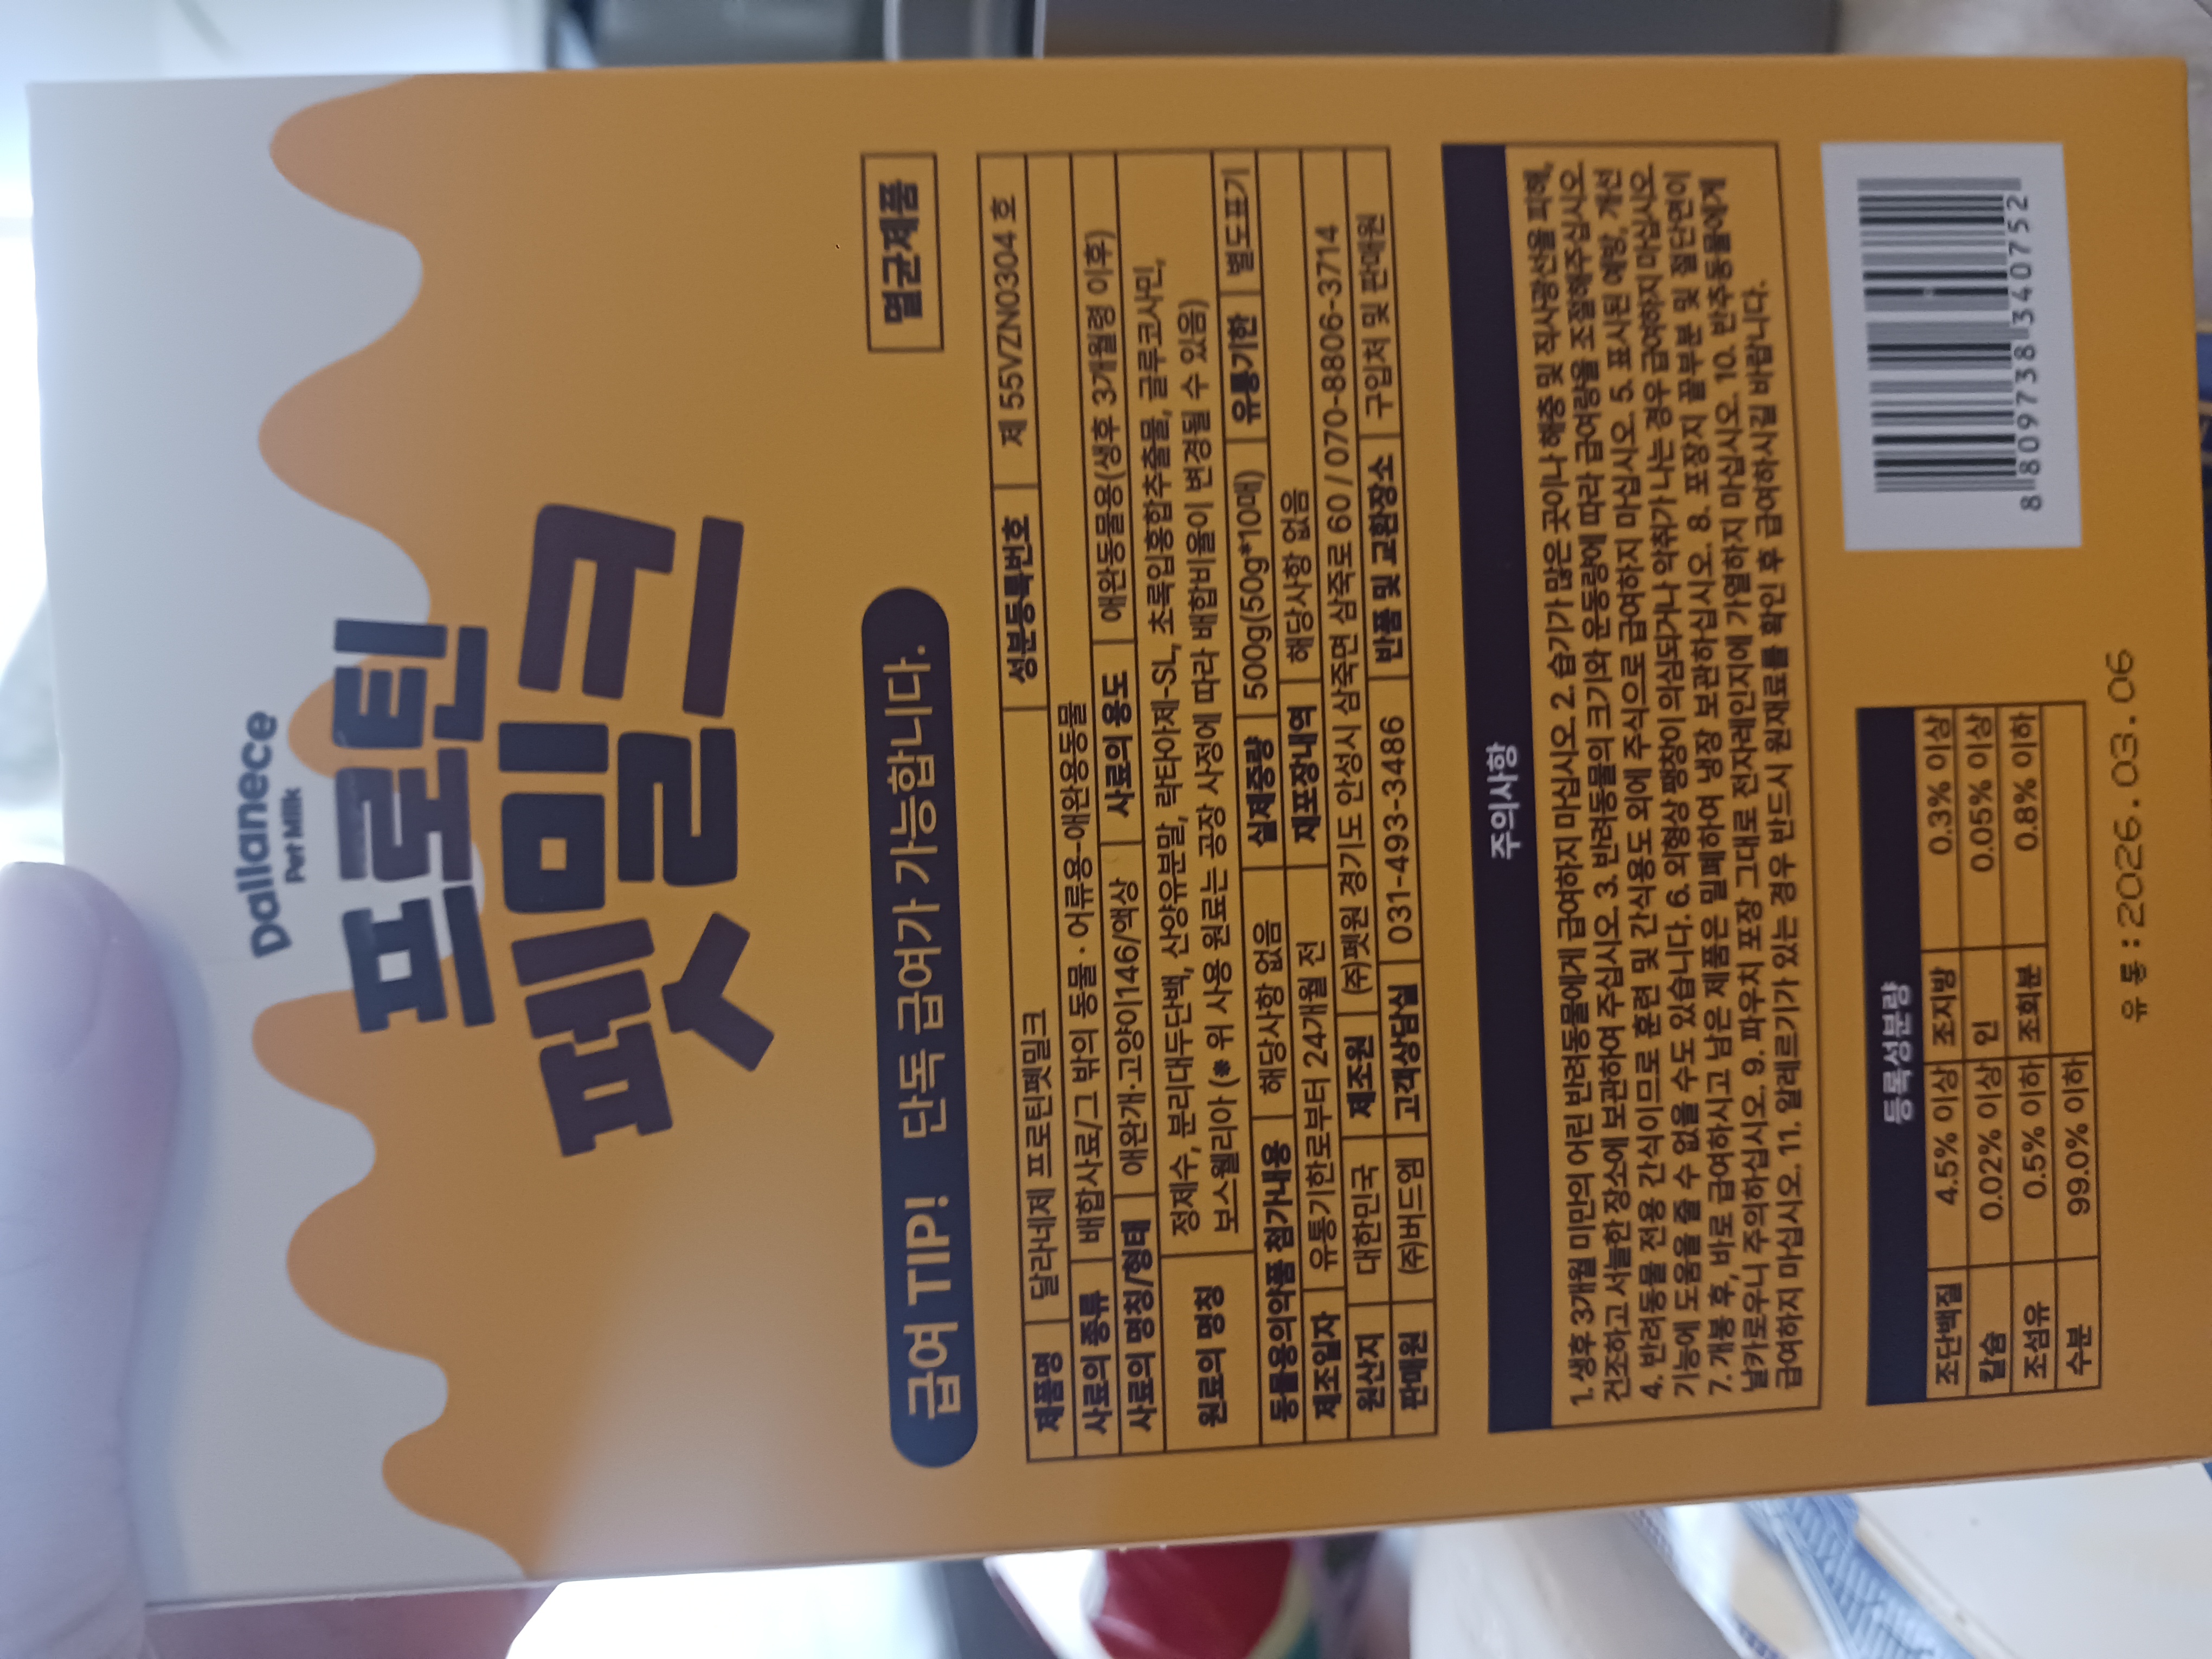 Dallanece
Pet Milk
프로틴
펫밀크
급여 TIP! 단독 급여가 가능합니다.
멸균제품
제품명 달라네제 프로틴펫밀크 성분등록번호 제 55VZN0304 호
사료의 종류 배합사료/그 밖의 동물·어류용-애완용동물
사료의 명칭/형태 애완개·고양이146/액상 사료의 용도 애완동물용(생후 3개월령 이후)
원료의 명칭 정제수, 분리대두단백, 산양유분말, 락타아제-SL, 초록입홍합추출물, 글루코사민,
보스웰리아 (※ 위 사용 원료는 공장 사정에 따라 배합비율이 변경될 수 있음)
동물용의약품 첨가내용 해당사항 없음 실제중량 500g(50g*10매) 유통기한 별도표기
제조일자 유통기한로부터 24개월 전 재포장내역 해당사항 없음
원산지 대한민국 제조원 (주)펫원 경기도 안성시 삼죽면 삼죽로 60 / 070-8806-3714
판매원 (주)버드엠 고객상담실 031-493-3486 반품 및 교환장소 구입처 및 판매원
주의사항
1. 생후 3개월 미만의 어린 반려동물에게 급여하지 마십시오. 2. 습기가 많은 곳이나 해충 및 직사광선을 피해,
건조하고 서늘한 장소에 보관하여 주십시오. 3. 반려동물의 크기와 운동량에 따라 급여량을 조절해주십시오.
4. 반려동물 전용 간식이므로 훈련 및 간식용도 외에 주식으로 급여하지 마십시오. 5. 표시된 예방, 개선
기능에 도움을 줄 수 없을 수도 있습니다. 6. 외형상 팽창이 의심되거나 악취가 나는 경우 급여하지 마십시오.
7. 개봉 후, 바로 급여하시고 남은 제품은 밀폐하여 냉장 보관하십시오. 8. 포장지 끝부분 및 절단면이
날카로우니 주의하십시오. 9. 파우치 포장 그대로 전자레인지에 가열하지 마십시오. 10. 반추동물에게
급여하지 마십시오. 11. 알레르기가 있는 경우 반드시 원재료를 확인 후 급여하시길 바랍니다.
등록성분량
조단백질 4.5% 이상 조지방 0.3% 이상
칼슘 0.02% 이상 인 0.05% 이상
조섬유 0.5% 이하 조회분 0.8% 이하
수분 99.0% 이하
8 809738 340752
유통:2026.03.06